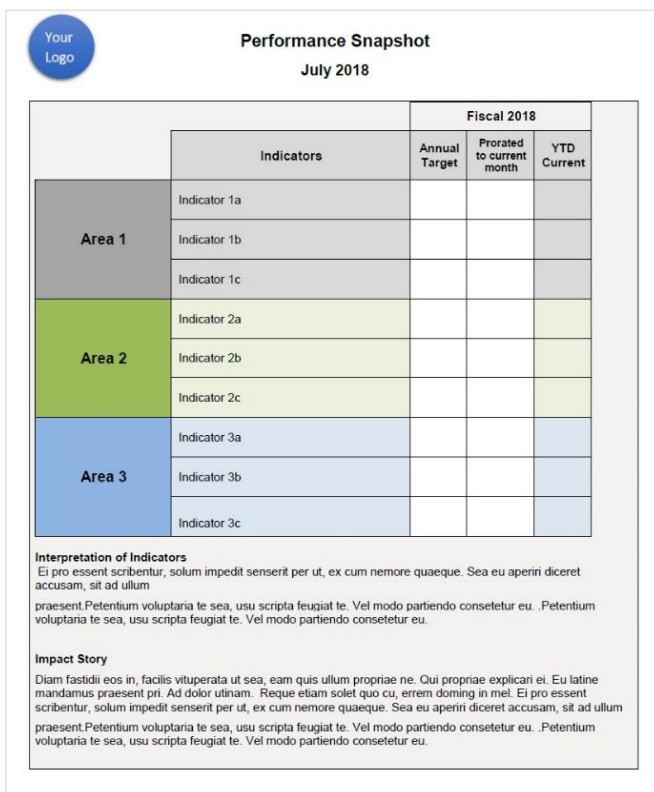 Your
Logo
Performance Snapshot
July 2018
Fiscal 2018
Indicators
Annual
Target
Prorated
to current
month
YTD
Current
Area 1
Indicator 1a
Indicator 1b
Indicator 1c
Area 2
Indicator 2a
Indicator 2b
Indicator 2c
Area 3
Indicator 3a
Indicator 3b
Indicator 3c
Interpretation of Indicators
Ei pro essent scribentur, solum impedit senserit per ut, ex cum nemore quaeque. Sea eu aperiri diceret
accusam, sit ad ullum
praesent.Petentium voluptaria te sea, usu scripta feugiat te. Vel modo partiendo consetetur eu. .Petentium
voluptaria te sea, usu scripta feugiat te. Vel modo partiendo consetetur eu.
Impact Story
Diam fastidii eos in, facilis vituperata ut sea, eam quis ullum propriae ne. Qui propriae explicari ei. Eu latine
mandamus praesent pri. Ad dolor utinam. Reque etiam solet quo cu, errem doming in mel. Ei pro essent
scribentur, solum impedit senserit per ut, ex cum nemore quaeque. Sea eu aperiri diceret accusam, sit ad ullum
praesent.Petentium voluptaria te sea, usu scripta feugiat te. Vel modo partiendo consetetur eu. .Petentium
voluptaria te sea, usu scripta feugiat te. Vel modo partiendo consetetur eu.